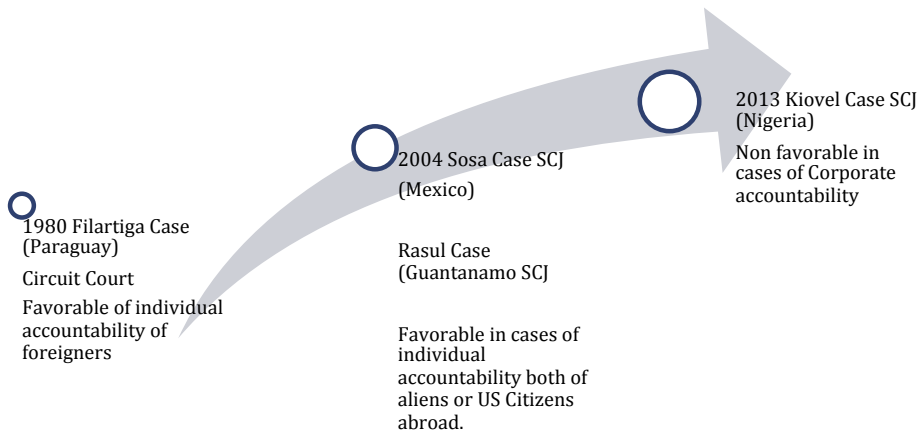 1980 Filartiga Case
(Paraguay)
Circuit Court
Favorable of individual
accountability of
foreigners
2004 Sosa Case SCJ
(Mexico)
Rasul Case
(Guantanamo SCJ
Favorable in cases of
individual
accountability both of
aliens or US Citizens
abroad.
2013 Kiovel Case SCJ
(Nigeria)
Non favorable in
cases of Corporate
accountability